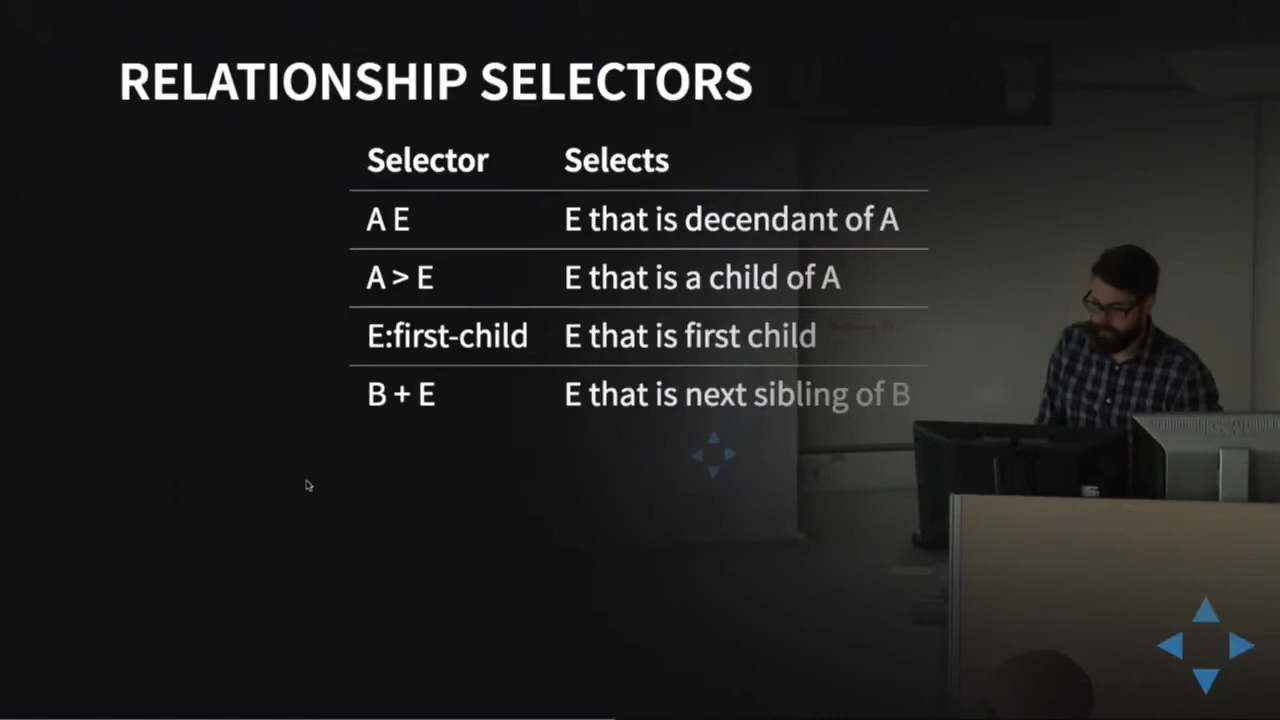 RELATIONSHIP SELECTORS
Selector Selects
A E E that is decendant of A
A > E E that is a child of A
E:first-child E that is first child
B + E E that is next sibling of B